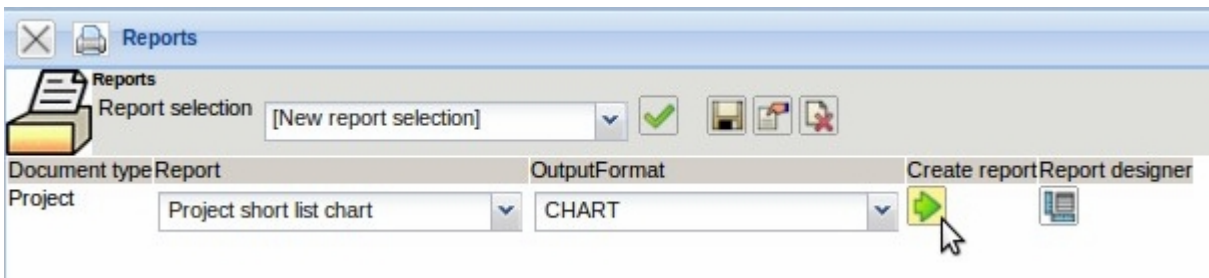 Reports
Reports
Report selection [New report selection]
Document type Report OutputFormat Create report Report designer
Project Project short list chart CHART